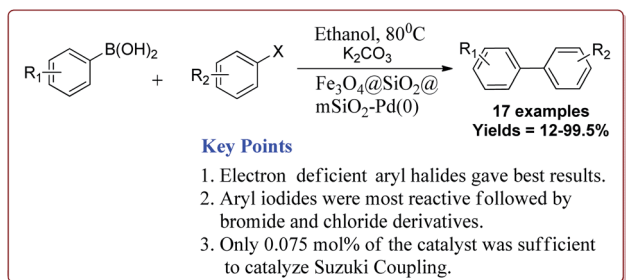 B(OH)₂
R₁
+
R₂
X
Ethanol, 80⁰C
K₂CO₃
Fe₃O₄@SiO₂@
mSiO₂-Pd(0)
R₁
R₂
17 examples
Yields = 12-99.5%
Key Points
1. Electron deficient aryl halides gave best results.
2. Aryl iodides were most reactive followed by
bromide and chloride derivatives.
3. Only 0.075 mol% of the catalyst was sufficient
to catalyze Suzuki Coupling.